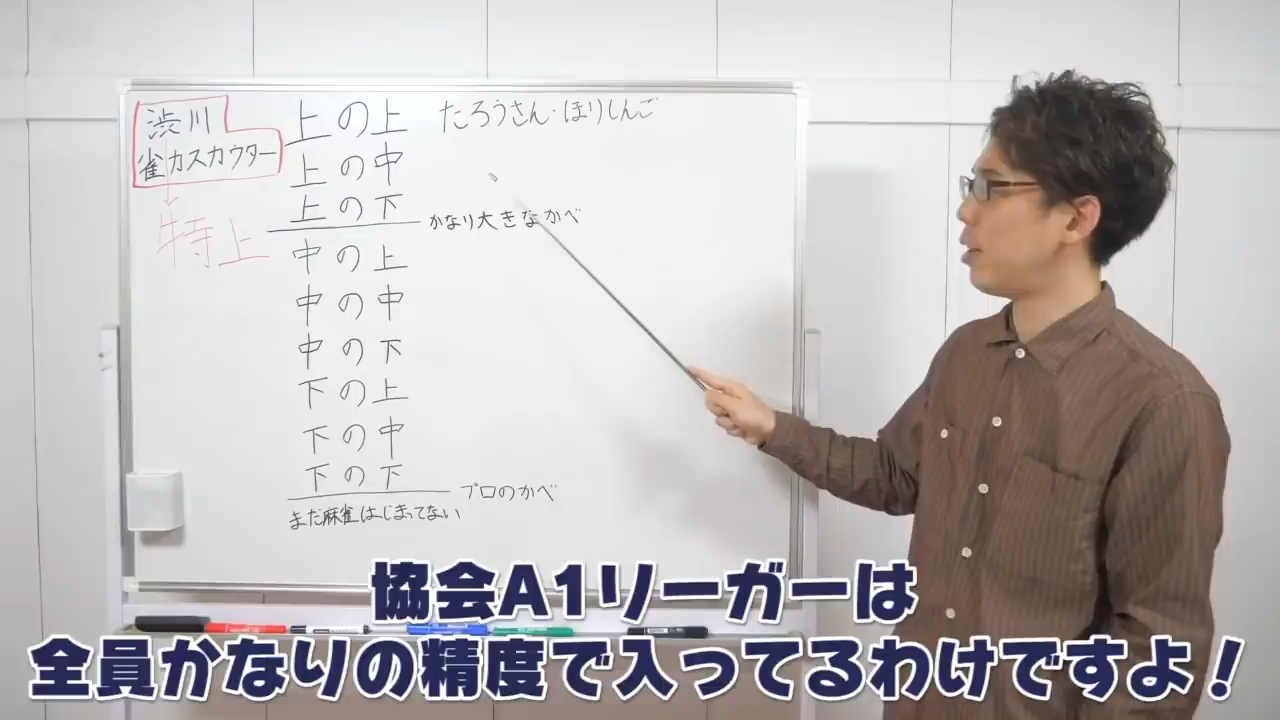 渋川
雀力スカウター
特上
上の上 たろうさん・ほりしんご
上の中
上の下
かなり大きなかべ
中の上
中の中
中の下
下の上
下の中
下の下
プロのかべ
まだ麻雀はじまってない
協会A1リーガーは
全員かなりの精度で入ってるわけですよ!